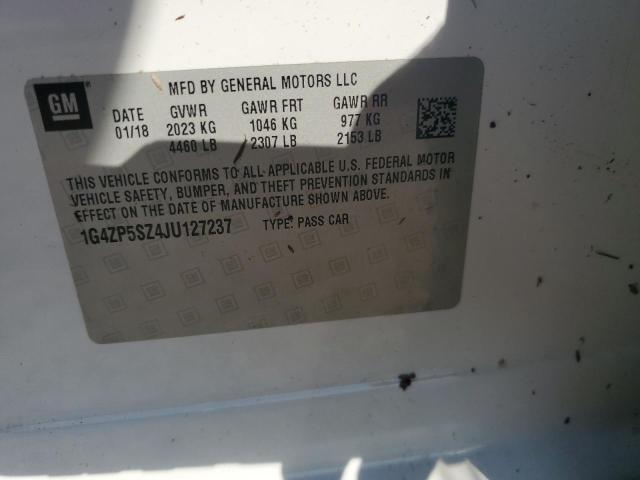 MFD BY GENERAL MOTORS LLC
GM
DATE GVWR GAWR FRT GAWR RR
01/18 2023 KG 1046 KG 977 KG
4460 LB 2307 LB 2153 LB
THIS VEHICLE CONFORMS TO ALL APPLICABLE U.S. FEDERAL MOTOR
VEHICLE SAFETY, BUMPER, AND THEFT PREVENTION STANDARDS IN
EFFECT ON THE DATE OF MANUFACTURE SHOWN ABOVE.
1G4ZP5SZ4JU127237 TYPE: PASS CAR